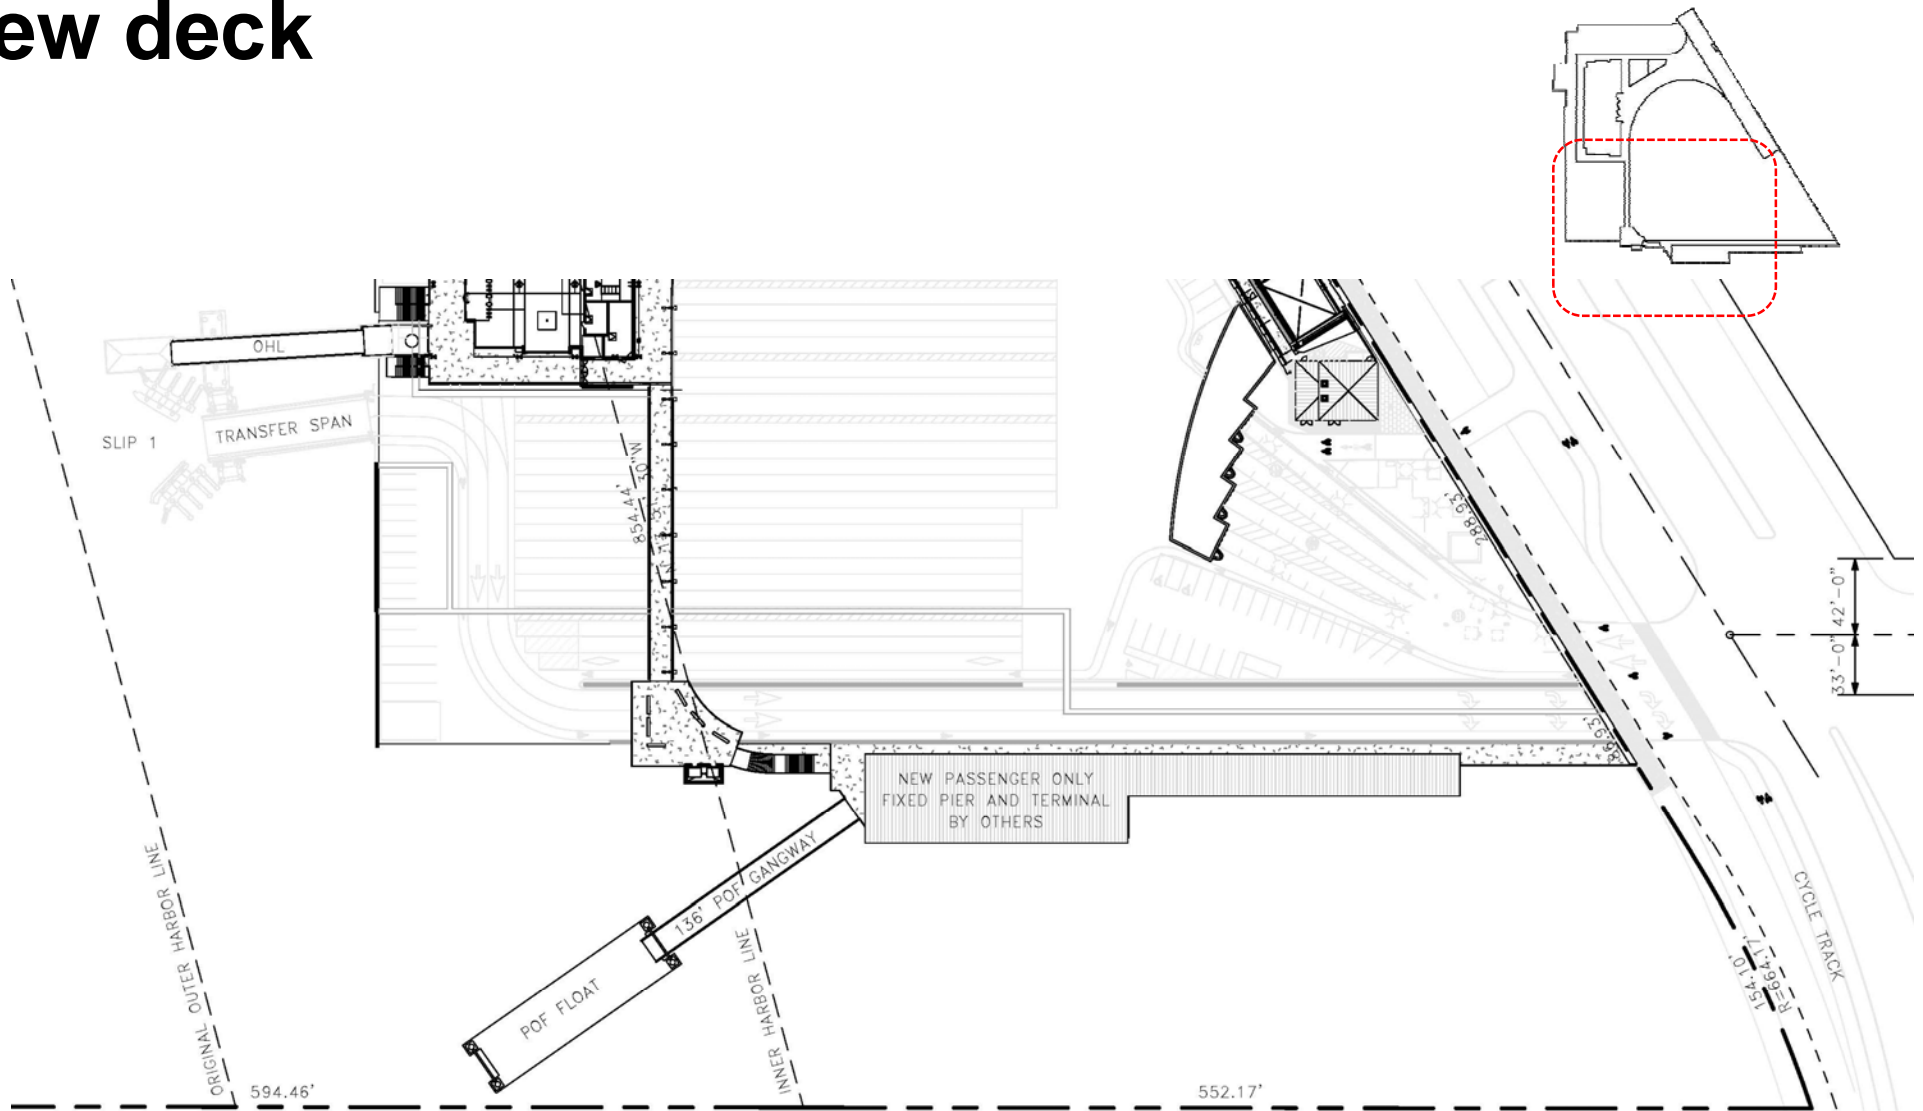 ew deck
OHL
TRANSFER SPAN
SLIP 1
854.44'
30"W
288.93'
42'-0"
33'-0"
NEW PASSENGER ONLY
FIXED PIER AND TERMINAL
BY OTHERS
136' POF GANGWAY
POF FLOAT
ORIGINAL OUTER HARBOR LINE
INNER HARBOR LINE
CYCLE TRACK
154.10'
R=664.17'
594.46'
552.17'